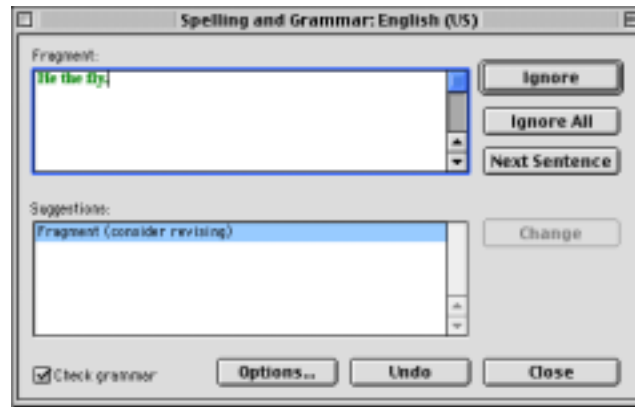 Spelling and Grammar: English (US)
Fragment:
He the fly.
Ignore
Ignore All
Next Sentence
Suggestions:
Fragment (consider revising)
Change
Check grammar
Options...
Undo
Close